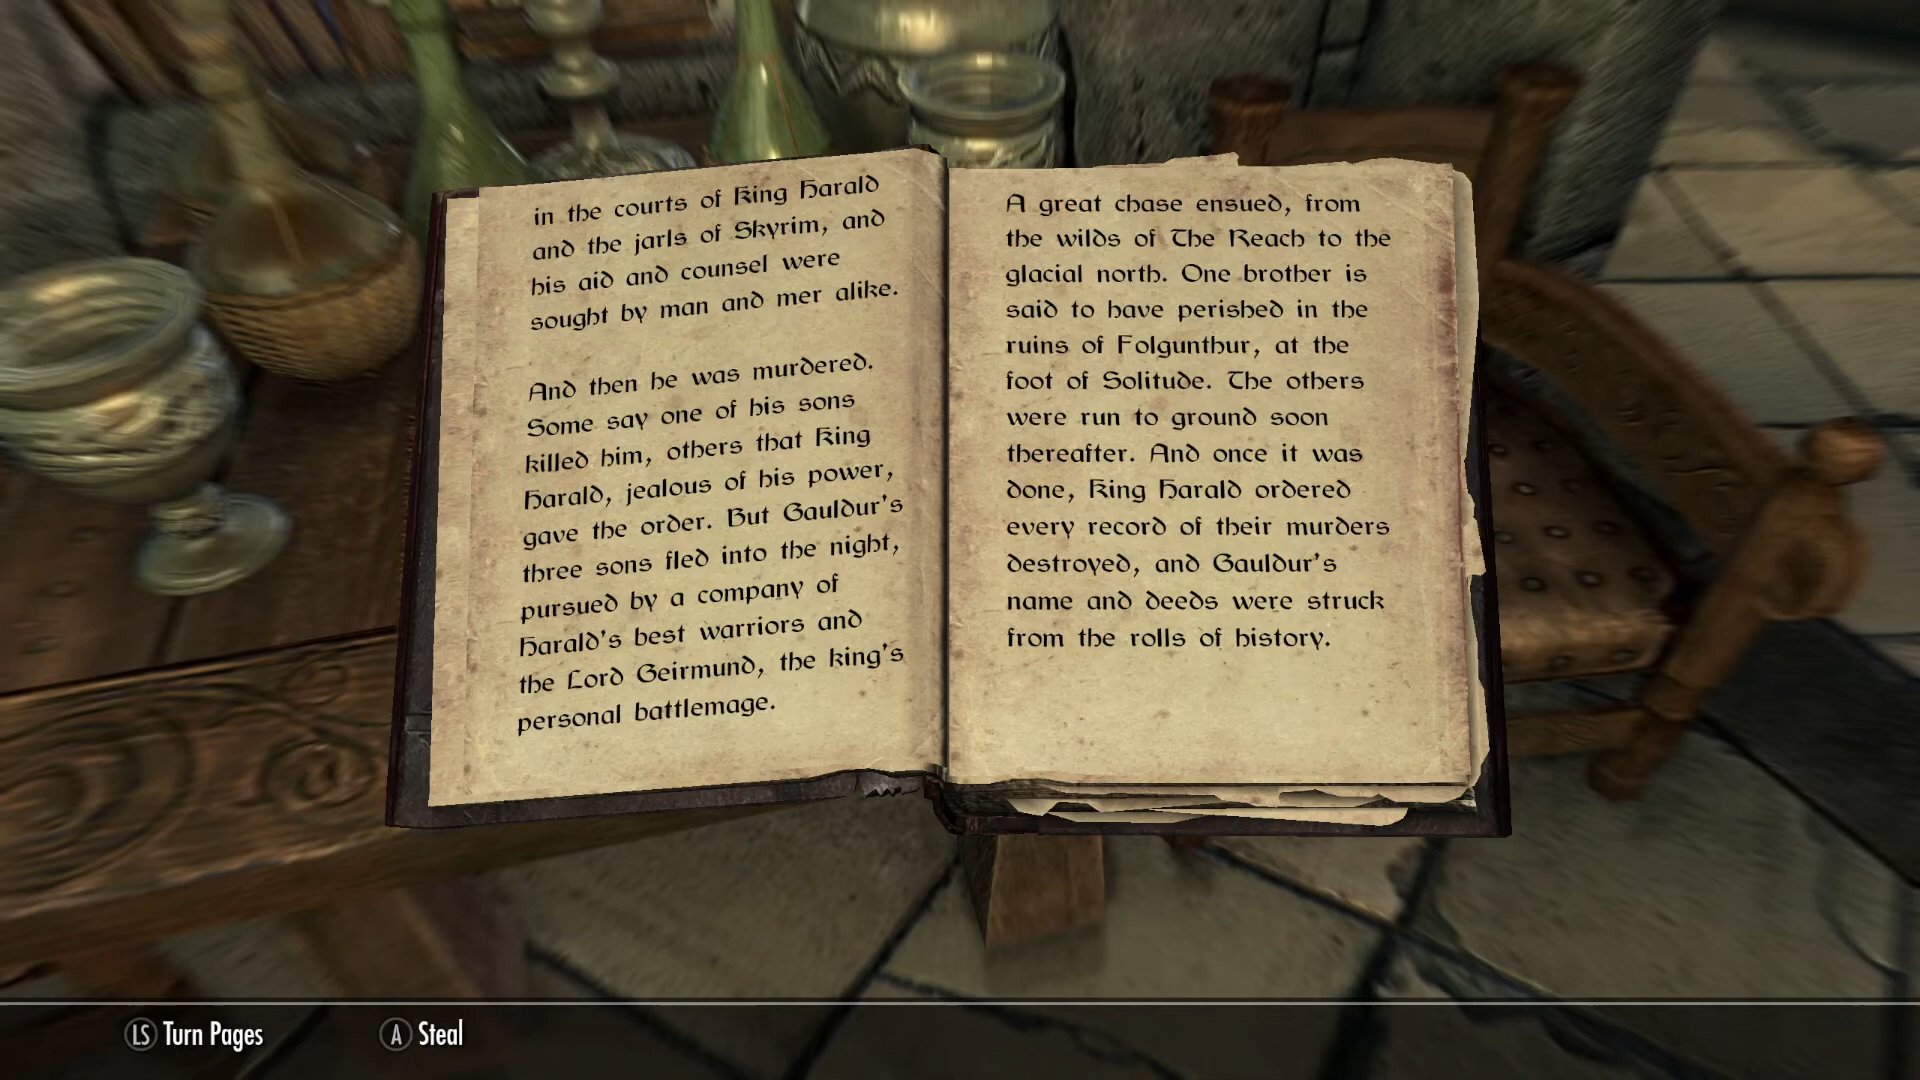 in the courts of King Harald
and the jarls of Skyrim, and
his aid and counsel were
sought by man and mer alike.
And then he was murdered.
Some say one of his sons
killed him, others that King
Harald, jealous of his power,
gave the order. But Gauldur's
three sons fled into the night,
pursued by a company of
Harald's best warriors and
the Lord Geirmund, the king's
personal battlemage.
A great chase ensued, from
the wilds of The Reach to the
glacial north. One brother is
said to have perished in the
ruins of Folgunthur, at the
foot of Solitude. The others
were run to ground soon
thereafter. And once it was
done, King Harald ordered
every record of their murders
destroyed, and Gauldur's
name and deeds were struck
from the rolls of history.
LS Turn Pages
A Steal